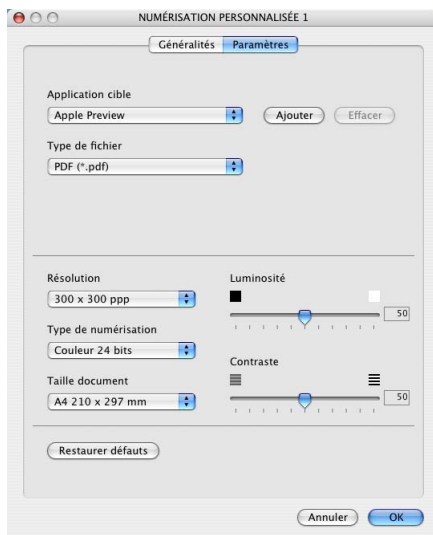 NUMÉRISATION PERSONNALISÉE 1
Généralités Paramètres
Application cible
Apple Preview Ajouter Effacer
Type de fichier
PDF (*.pdf)
Résolution Luminosité
300 x 300 ppp 50
Type de numérisation
Couleur 24 bits
Contraste
Taille document
A4 210 x 297 mm 50
Restaurer défauts
Annuler OK